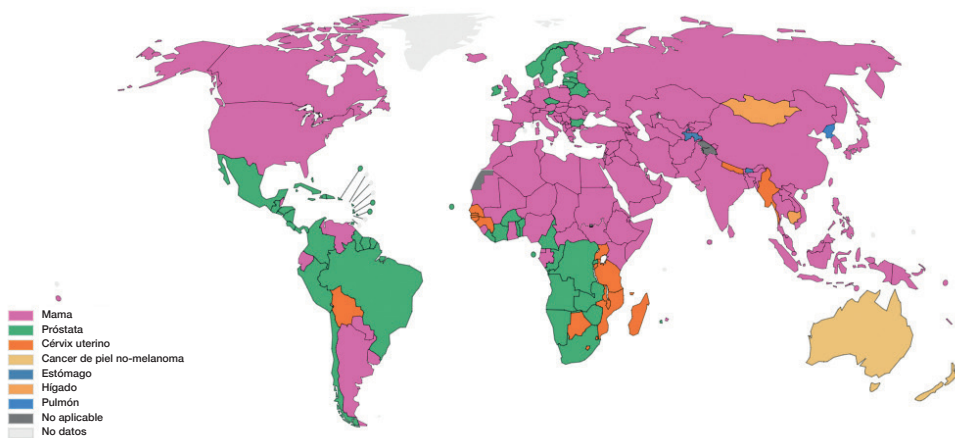 Mama
Próstata
Cérvix uterino
Cancer de piel no-melanoma
Estómago
Hígado
Pulmón
No aplicable
No datos